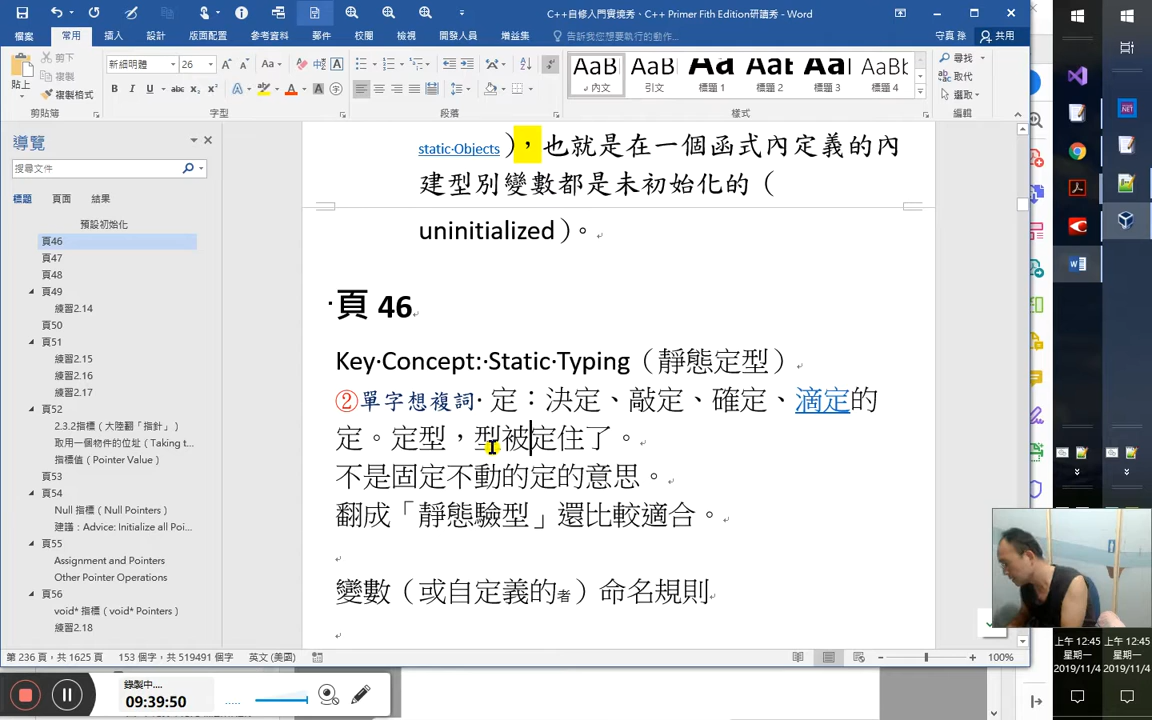 C++自修入門實境秀、C++ Primer Fith Edition研讀秀 - Word
檔案 常用 插入 設計 版面配置 參考資料 郵件 校閱 檢視 開發人員 增益集 告訴我您想要執行的動作... 守真 孫 共用
貼上 剪下 複製 複製格式
新細明體 26
AaB AaBb AaB AaB AaB AaBbC
內文 引文 標題 1 標題 2 標題 3 標題 4
尋找 取代 選取
剪貼簿 字型 樣式 編輯
導覽
搜尋文件
標題 頁面 結果
預設初始化
頁46
頁47
頁48
頁49
練習2.14
頁50
頁51
練習2.15
頁52
2.3.2指標(大陸翻「指針」)
取用一個物件的位址(Taking t...
指標值(Pointer Value)
頁53
頁54
Null 指標(Null Pointers)
建議:Advice: Initialize all Poi...
頁55
Assignment and Pointers
Other Pointer Operations
頁56
void* 指標(void* Pointers)
練習2.18
static·Objects),也就是在一個函式內定義的內
建型別變數都是未初始化的(
uninitialized)。
頁 46
Key·Concept:·Static·Typing(靜態定型)
②單字想複詞· 定:決定、敲定、確定、滴定的
定。定型,型被定住了。
不是固定不動的定的意思。
翻成「靜態驗型」還比較適合。
變數(或自定義的者)命名規則
第 236 頁,共 1625 頁 153 個字,共 519491 個字 英文 (美國) 100%
錄製中...
09:39:50
上午 12:45
星期一
2019/11/4
上午 12:45
星期一
2019/11/4